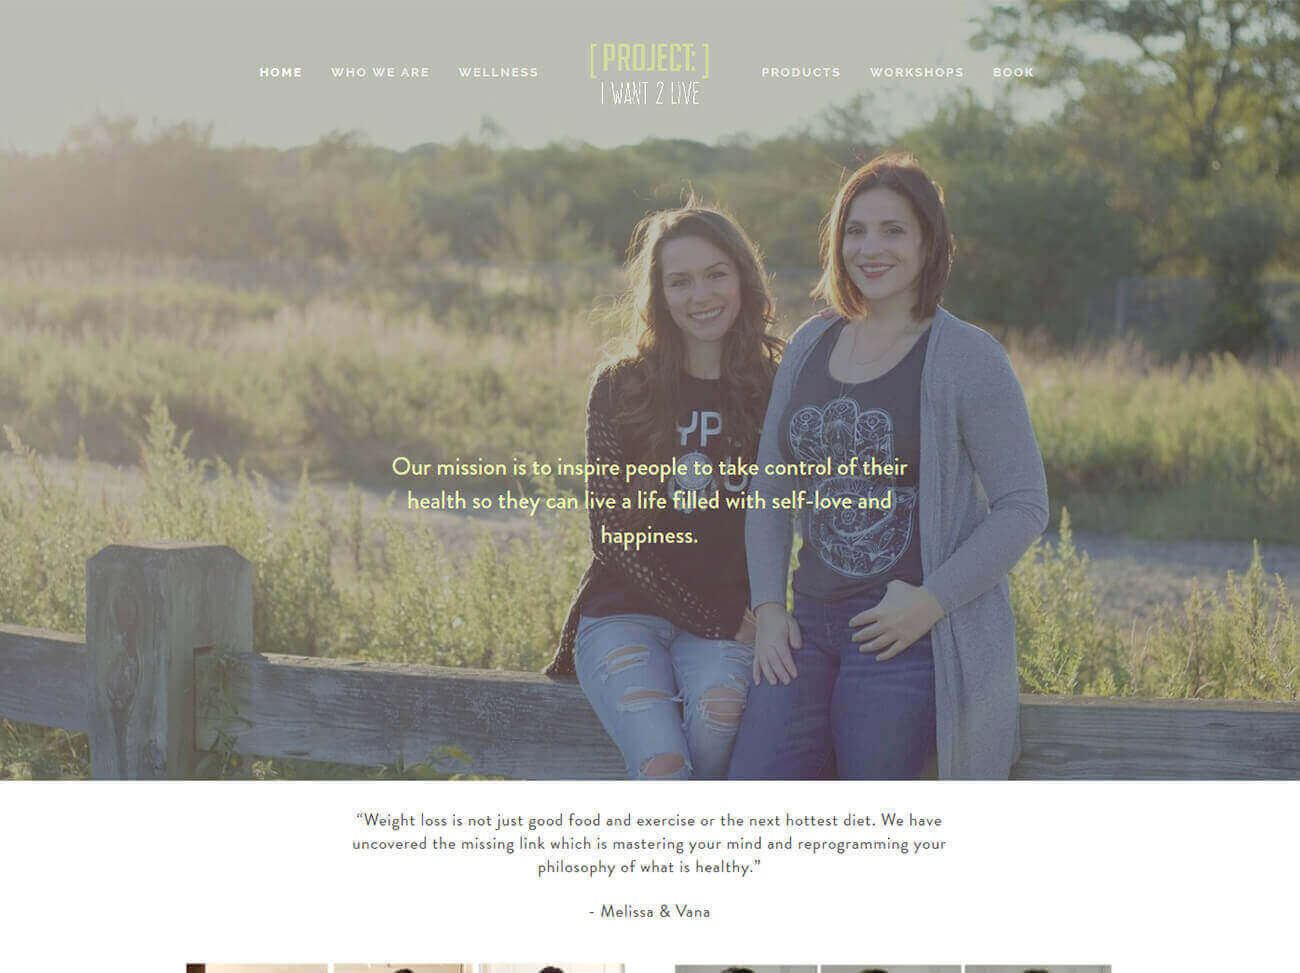 HOME WHO WE ARE WELLNESS [ PROJECT: ] PRODUCTS WORKSHOPS BOOK
I WANT 2 LIVE
YP
Our mission is to inspire people to take control of their
health so they can live a life filled with self-love and
happiness.
“Weight loss is not just good food and exercise or the next hottest diet. We have
uncovered the missing link which is mastering your mind and reprogramming your
philosophy of what is healthy.”
- Melissa & Vana